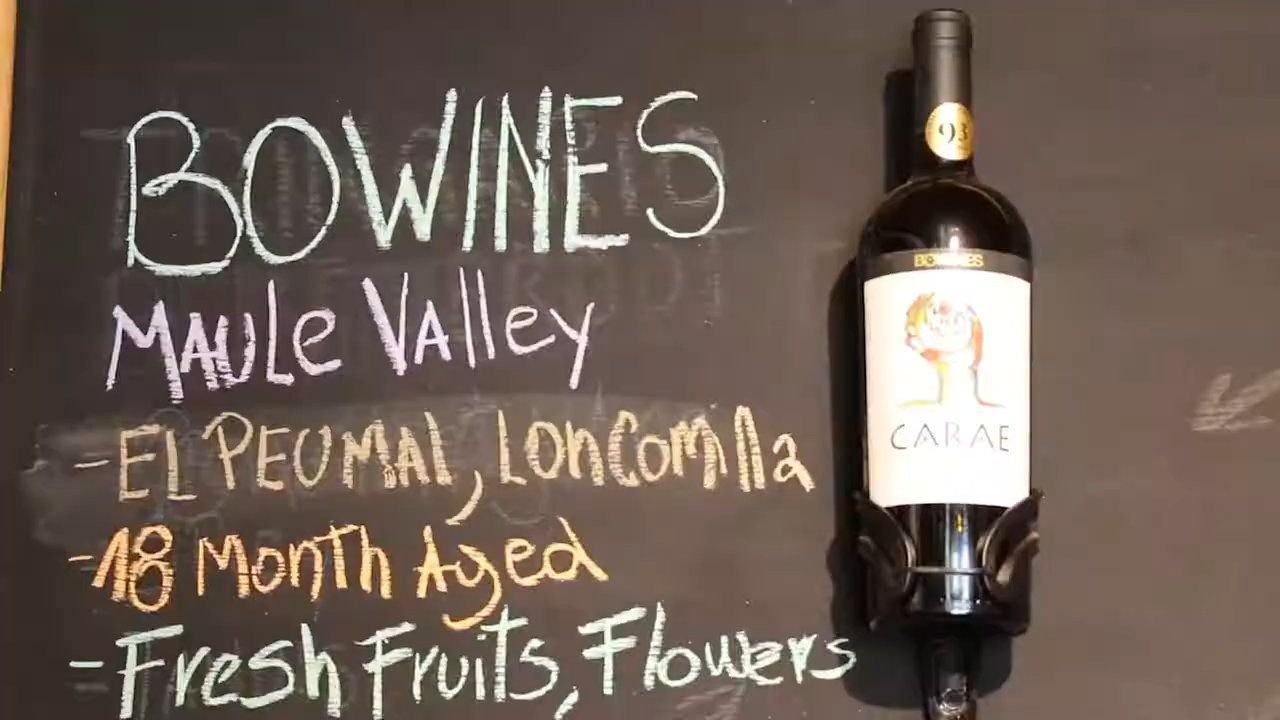 BOWINES
MAULe VAlley
- EL PEUMAL, LONCOMilla
- 18 MONTH Aged
- Fresh Fruits, Flowers
93
BOWINES
CARAE